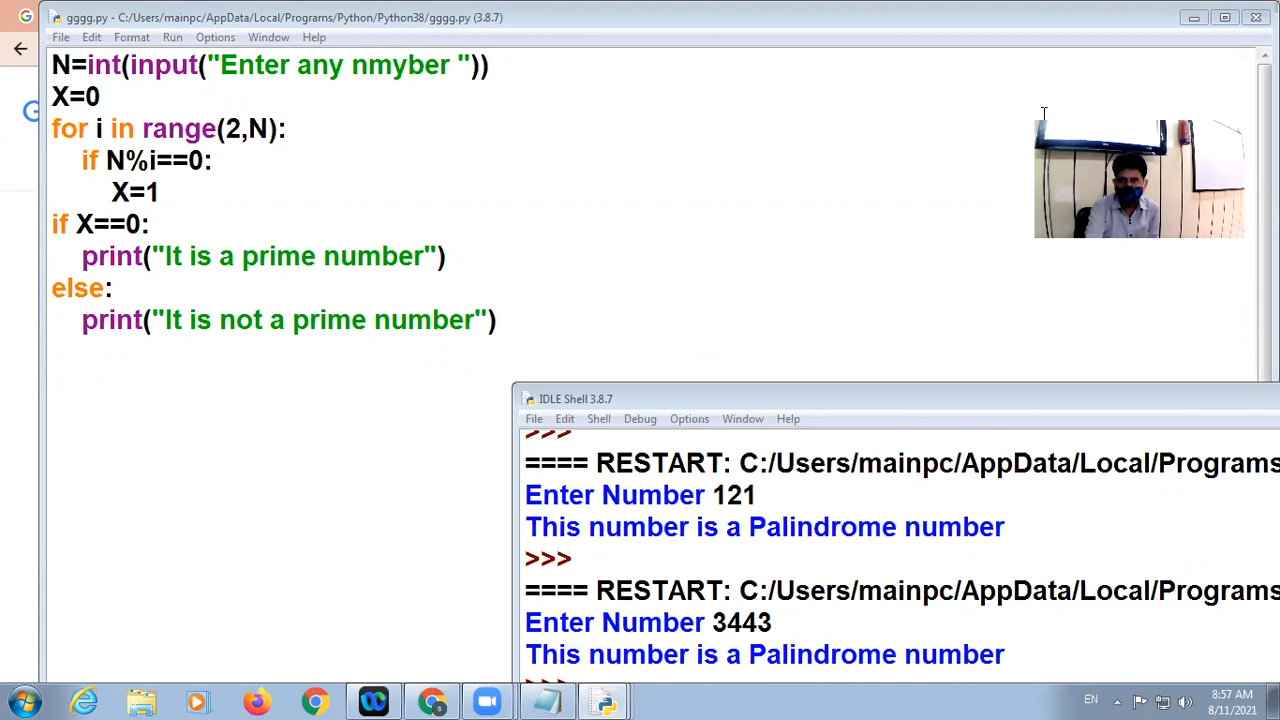 gggg.py - C:/Users/mainpc/AppData/Local/Programs/Python/Python38/gggg.py (3.8.7)
File Edit Format Run Options Window Help
N=int(input("Enter any nmyber "))
X=0
for i in range(2,N):
if N%i==0:
X=1
if X==0:
print("It is a prime number")
else:
print("It is not a prime number")
IDLE Shell 3.8.7
File Edit Shell Debug Options Window Help
>>>
==== RESTART: C:/Users/mainpc/AppData/Local/Programs
Enter Number 121
This number is a Palindrome number
>>>
==== RESTART: C:/Users/mainpc/AppData/Local/Programs
Enter Number 3443
This number is a Palindrome number
>>>
EN
8:57 AM
8/11/2021